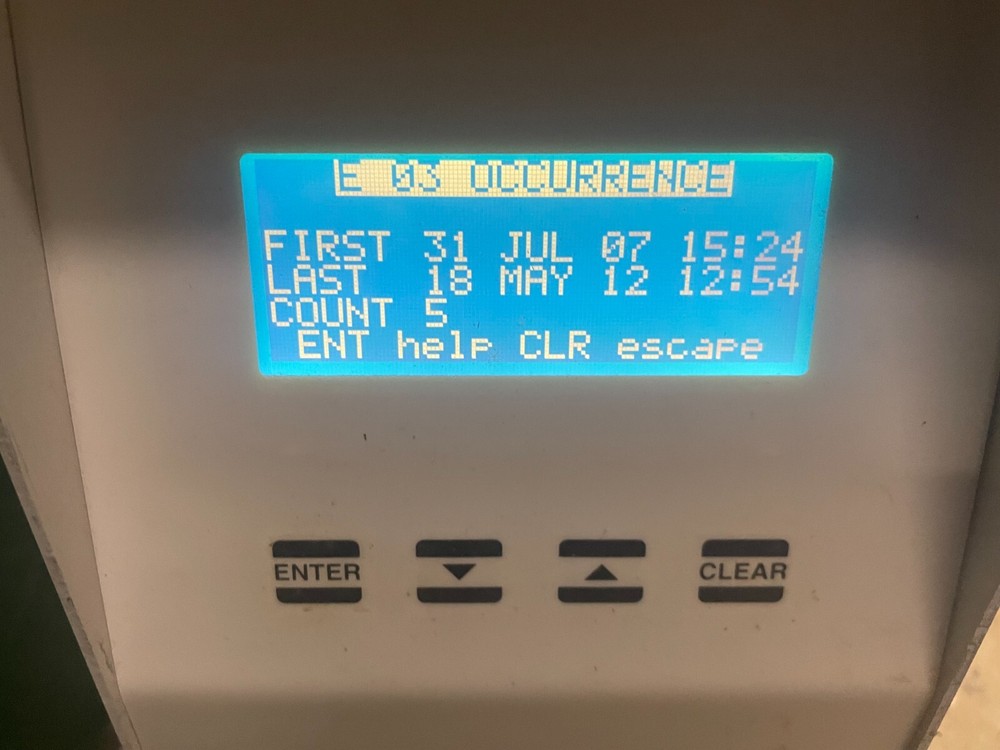 E 03 OCCURRENCE
FIRST 31 JUL 07 15:24
LAST 18 MAY 12 12:54
COUNT 5
ENT help CLR escape
ENTER CLEAR